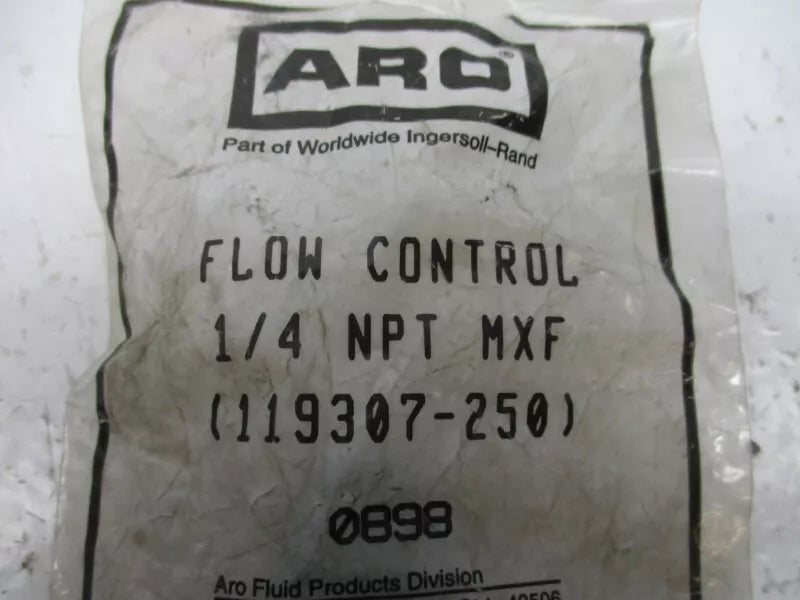 ARO®
Part of Worldwide Ingersoll-Rand
FLOW CONTROL
1/4 NPT MXF
(119307-250)
0898
Aro Fluid Products Division